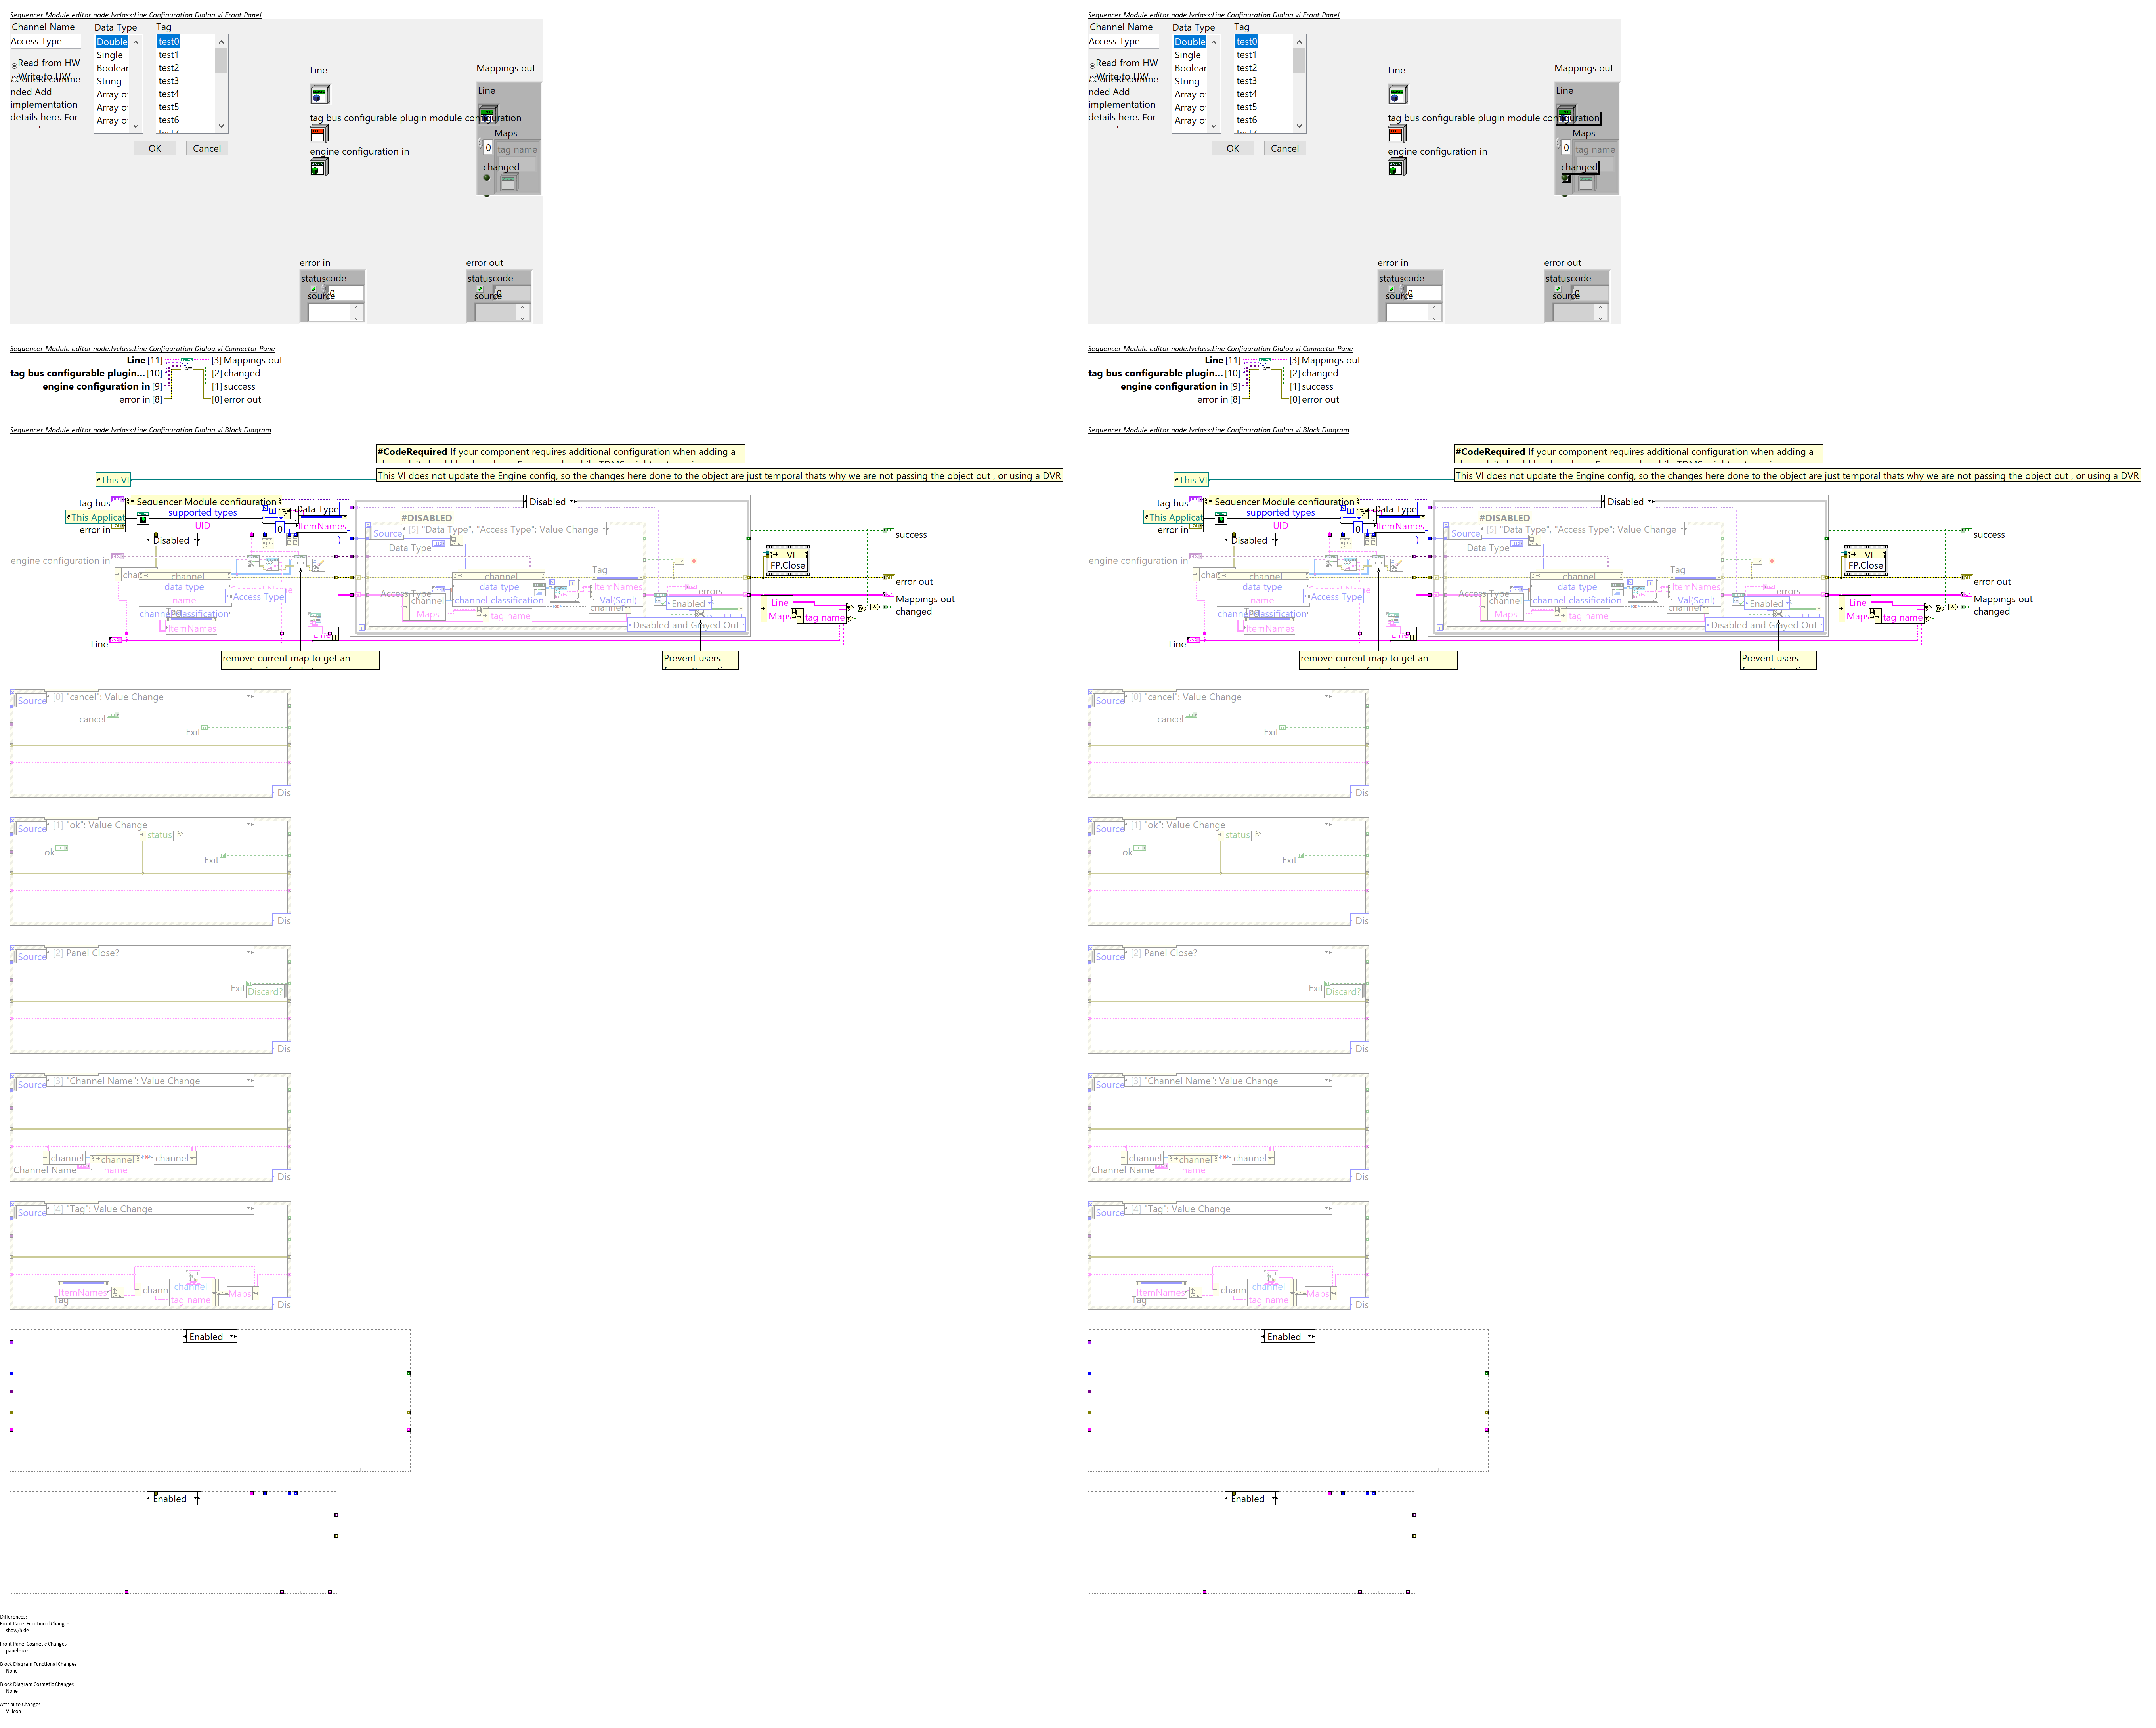 Sequencer Module editor node.lvclass:Line Configuration Dialog.vi Front Panel
Channel Name
Data Type
Tag
Access Type
Double
Single
Boolear
String
Array of
Array of
Array of
test0
test1
test2
test3
test4
test5
test6
test7
Read from HW
Write to HW
#CodeRecomme
nded Add
implementation
details here. For
OK
Cancel
Line
tag bus configurable plugin module configuration
engine configuration in
Mappings out
Line
Maps
0
tag name
changed
error in
status code
0
source
error out
status code
0
source
Sequencer Module editor node.lvclass:Line Configuration Dialog.vi Connector Pane
Line [11]
tag bus configurable plugin... [10]
engine configuration in [9]
error in [8]
[3] Mappings out
[2] changed
[1] success
[0] error out
Sequencer Module editor node.lvclass:Line Configuration Dialog.vi Block Diagram
#CodeRequired If your component requires additional configuration when adding a
This VI does not update the Engine config, so the changes here done to the object are just temporal thats why we are not passing the object out , or using a DVR
This VI
tag bus
Sequencer Module configuration
This Applicat
supported types
Data Type
error in
UID
0
ItemNames
Disabled
Disabled
#DISABLED
Source
[5] "Data Type", "Access Type": Value Change
Data Type
engine configuration in
channel
data type
name
Access Type
channel classification
Tag
ItemNames
Access Type
channel
Maps
channel
data type
channel classification
tag name
Tag
ItemNames
Val(Sgnl)
channel
errors
Enabled
Disabled and Grayed Out
VI
FP.Close
Line
Maps
tag name
success
error out
Mappings out
changed
Line
remove current map to get an
Prevent users
Source
[0] "cancel": Value Change
cancel
Exit
Dis
Source
[1] "ok": Value Change
status
ok
Exit
Dis
Source
[2] Panel Close?
Exit
Discard?
Dis
Source
[3] "Channel Name": Value Change
channel
channel
channel
Channel Name
name
Dis
Source
[4] "Tag": Value Change
ItemNames
Tag
chann
channel
tag name
Maps
Dis
Enabled
Enabled
Differences:
Front Panel Functional Changes
show/hide
Front Panel Cosmetic Changes
panel size
Block Diagram Functional Changes
None
Block Diagram Cosmetic Changes
None
Attribute Changes
VI icon
Sequencer Module editor node.lvclass:Line Configuration Dialog.vi Front Panel
Channel Name
Data Type
Tag
Access Type
Double
Single
Boolear
String
Array of
Array of
Array of
test0
test1
test2
test3
test4
test5
test6
test7
Read from HW
Write to HW
#CodeRecomme
nded Add
implementation
details here. For
OK
Cancel
Line
tag bus configurable plugin module configuration
engine configuration in
Mappings out
Line
Maps
0
tag name
changed
error in
status code
0
source
error out
status code
0
source
Sequencer Module editor node.lvclass:Line Configuration Dialog.vi Connector Pane
Line [11]
tag bus configurable plugin... [10]
engine configuration in [9]
error in [8]
[3] Mappings out
[2] changed
[1] success
[0] error out
Sequencer Module editor node.lvclass:Line Configuration Dialog.vi Block Diagram
#CodeRequired If your component requires additional configuration when adding a
This VI does not update the Engine config, so the changes here done to the object are just temporal thats why we are not passing the object out , or using a DVR
This VI
tag bus
Sequencer Module configuration
This Applicat
supported types
Data Type
error in
UID
0
ItemNames
Disabled
Disabled
#DISABLED
Source
[5] "Data Type", "Access Type": Value Change
Data Type
engine configuration in
channel
data type
name
Access Type
channel classification
Tag
ItemNames
Access Type
channel
Maps
channel
data type
channel classification
tag name
Tag
ItemNames
Val(Sgnl)
channel
errors
Enabled
Disabled and Grayed Out
VI
FP.Close
Line
Maps
tag name
success
error out
Mappings out
changed
Line
remove current map to get an
Prevent users
Source
[0] "cancel": Value Change
cancel
Exit
Dis
Source
[1] "ok": Value Change
status
ok
Exit
Dis
Source
[2] Panel Close?
Exit
Discard?
Dis
Source
[3] "Channel Name": Value Change
channel
channel
channel
Channel Name
name
Dis
Source
[4] "Tag": Value Change
ItemNames
Tag
chann
channel
tag name
Maps
Dis
Enabled
Enabled